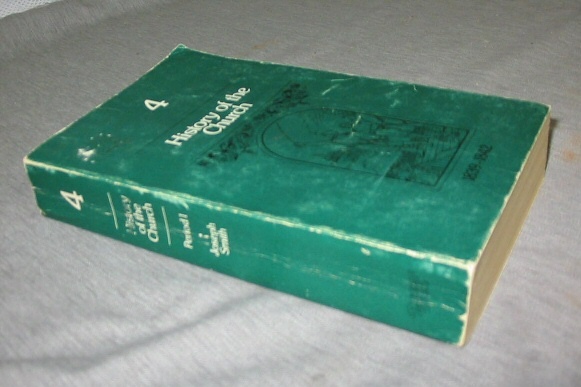 4
History of the
Church
1839-1842
4
History
of the
Church
Period I
Joseph
Smith